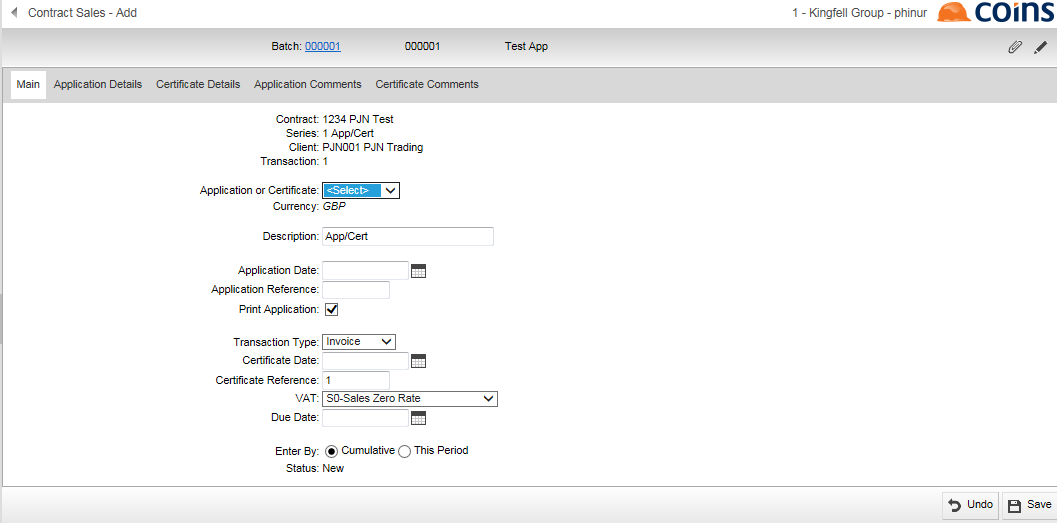 Contract Sales - Add
1 - Kingfell Group - phinur
coins
Batch: 000001 000001 Test App
Main Application Details Certificate Details Application Comments Certificate Comments
Contract: 1234 PJN Test
Series: 1 App/Cert
Client: PJN001 PJN Trading
Transaction: 1
Application or Certificate: <Select>
Currency: GBP
Description: App/Cert
Application Date:
Application Reference:
Print Application:
Transaction Type: Invoice
Certificate Date:
Certificate Reference: 1
VAT: S0-Sales Zero Rate
Due Date:
Enter By: Cumulative This Period
Status: New
Undo Save